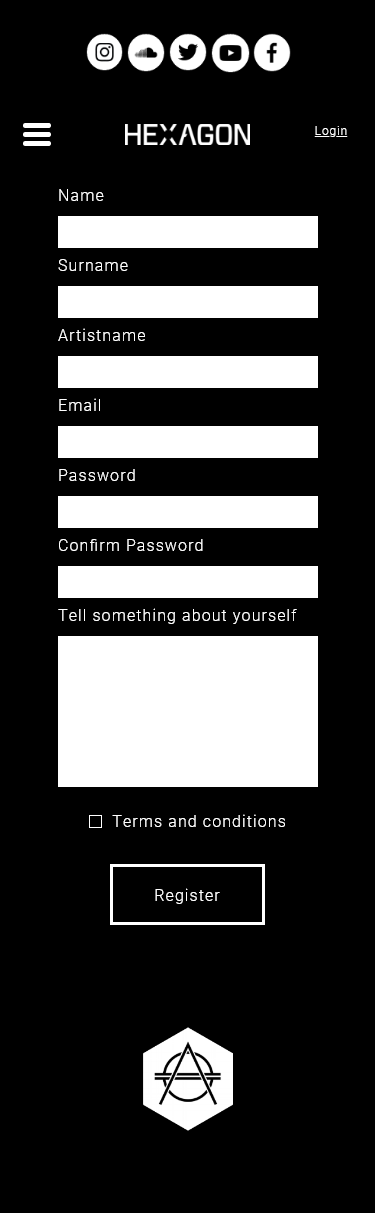 HEXAGON
Login
Name
Surname
Artistname
Email
Password
Confirm Password
Tell something about yourself
Terms and conditions
Register